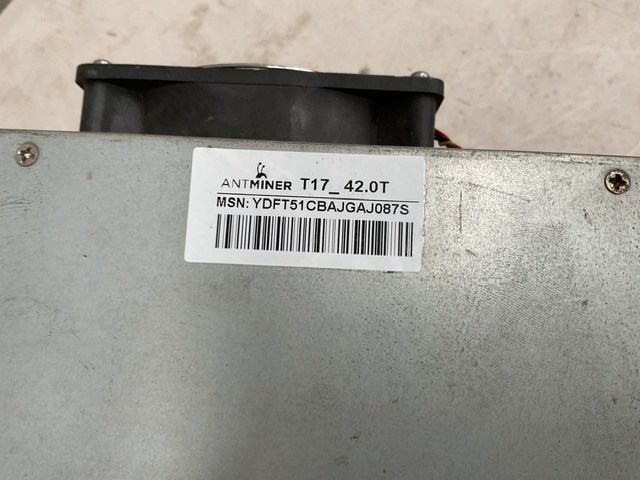 ANTMINER T17_ 42.0T
MSN: YDFT51CBAJGAJ087S